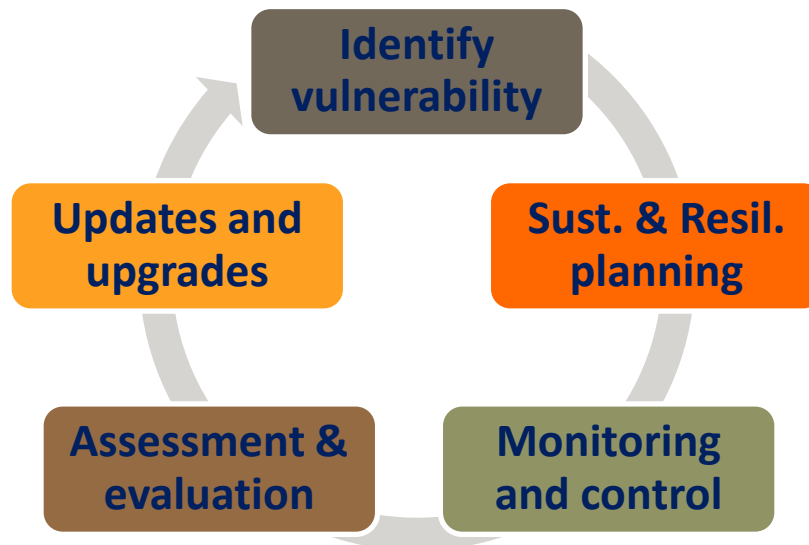 Identify
vulnerability
Sust. & Resil.
planning
Monitoring
and control
Assessment &
evaluation
Updates and
upgrades